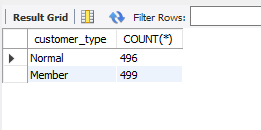 Result Grid Filter Rows:
customer_type COUNT(*)
Normal 496
Member 499